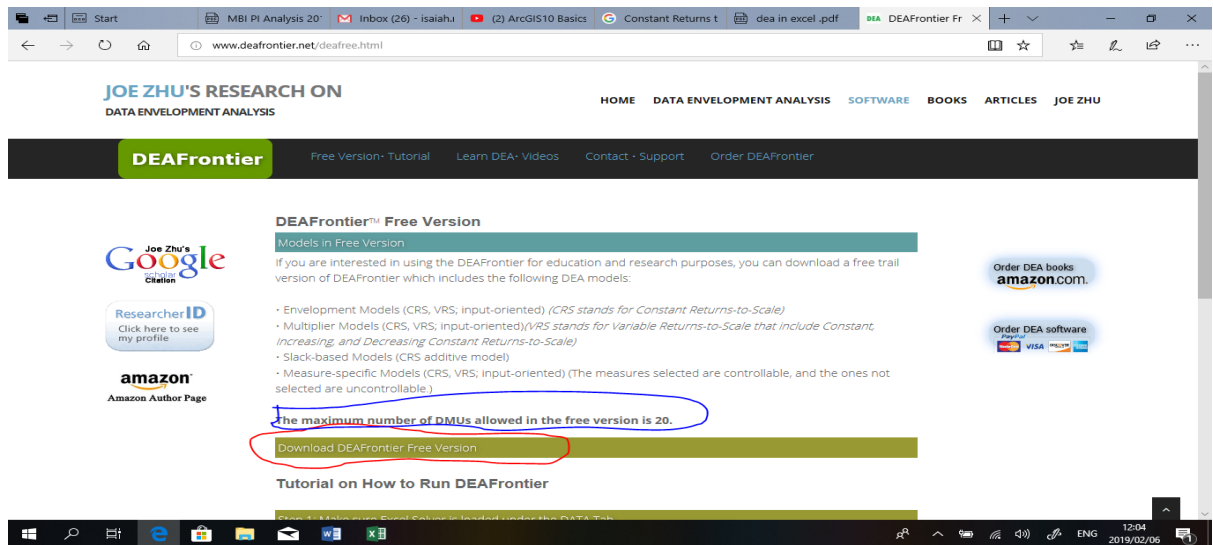 Start
MBI PI Analysis 20
Inbox (26) - isaiah.i
(2) ArcGIS10 Basics
Constant Returns t
dea in excel .pdf
DEA DEAFrontier Fr
www.deafrontier.net/deafree.html
JOE ZHU'S RESEARCH ON
DATA ENVELOPMENT ANALYSIS
HOME DATA ENVELOPMENT ANALYSIS SOFTWARE BOOKS ARTICLES JOE ZHU
DEAFrontier
Free Version· Tutorial Learn DEA· Videos Contact · Support Order DEAFrontier
DEAFrontier™ Free Version
Models in Free Version
If you are interested in using the DEAFrontier for education and research purposes, you can download a free trail
version of DEAFrontier which includes the following DEA models:
· Envelopment Models (CRS, VRS; input-oriented) (CRS stands for Constant Returns-to-Scale)
· Multiplier Models (CRS, VRS; input-oriented)(VRS stands for Variable Returns-to-Scale that include Constant,
Increasing, and Decreasing Constant Returns-to-Scale)
· Slack-based Models (CRS additive model)
· Measure-specific Models (CRS, VRS; input-oriented) (The measures selected are controllable, and the ones not
selected are uncontrollable.)
The maximum number of DMUs allowed in the free version is 20.
Download DEAFrontier Free Version
Tutorial on How to Run DEAFrontier
Step 1: Make sure Excel Solver is loaded under the DATA Tab
Joe Zhu's
Google
scholar
Citation
ResearcherID
Click here to see
my profile
amazon
Amazon Author Page
Order DEA books
amazon.com.
Order DEA software
PayPal
VISA
ENG
12:04
2019/02/06